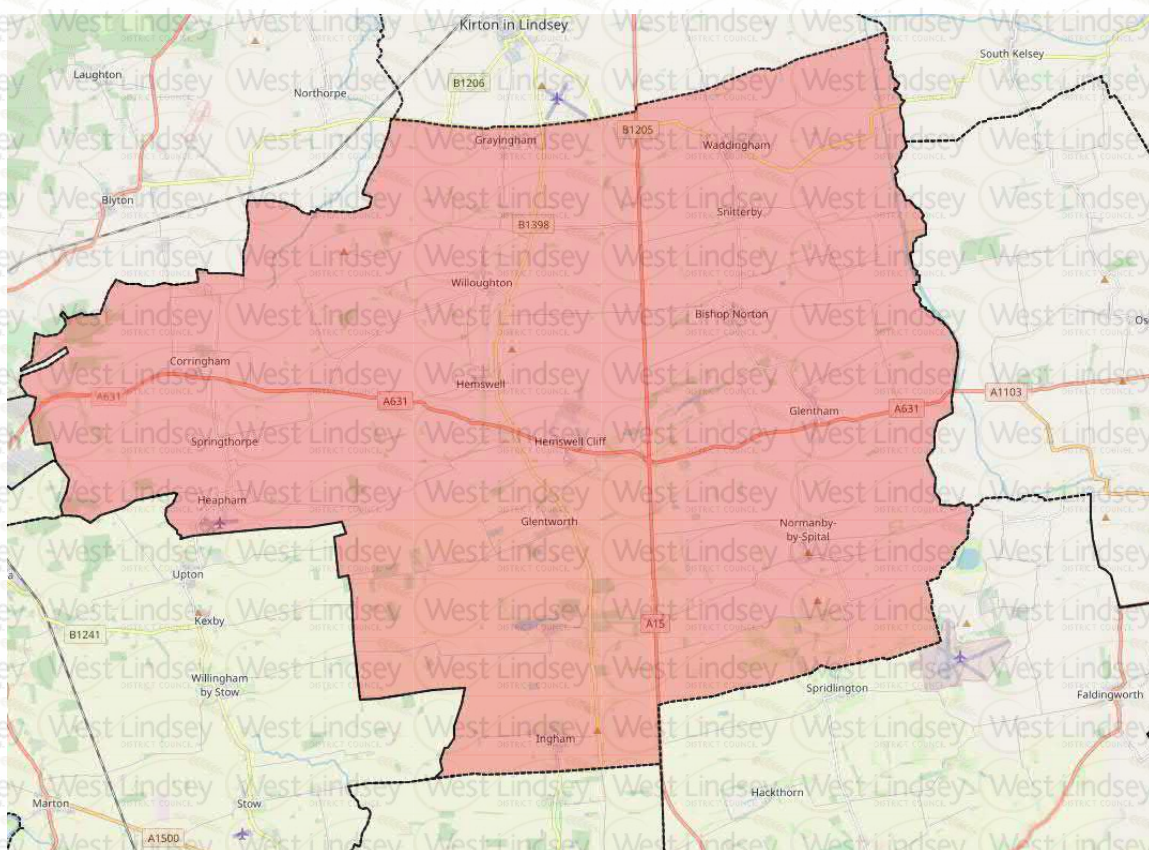 Kirton in Lindsey
South Kelsey
Laughton
B1206
Northorpe
B1205
Grayingham
Waddingham
Blyton
Snitterby
B1398
Willoughton
Bishop Norton
Corringham
Hemswell
A631
A631
A1103
Glentham
A631
Springthorpe
Hemswell Cliff
Heapham
Glentworth
Normanby-
by-Spital
Upton
Kexby
A15
B1241
Willingham
by Stow
Spridlington
Faldingworth
Ingham
Hackthorn
Marton
Stow
A1500
West Lindsey
DISTRICT COUNCIL